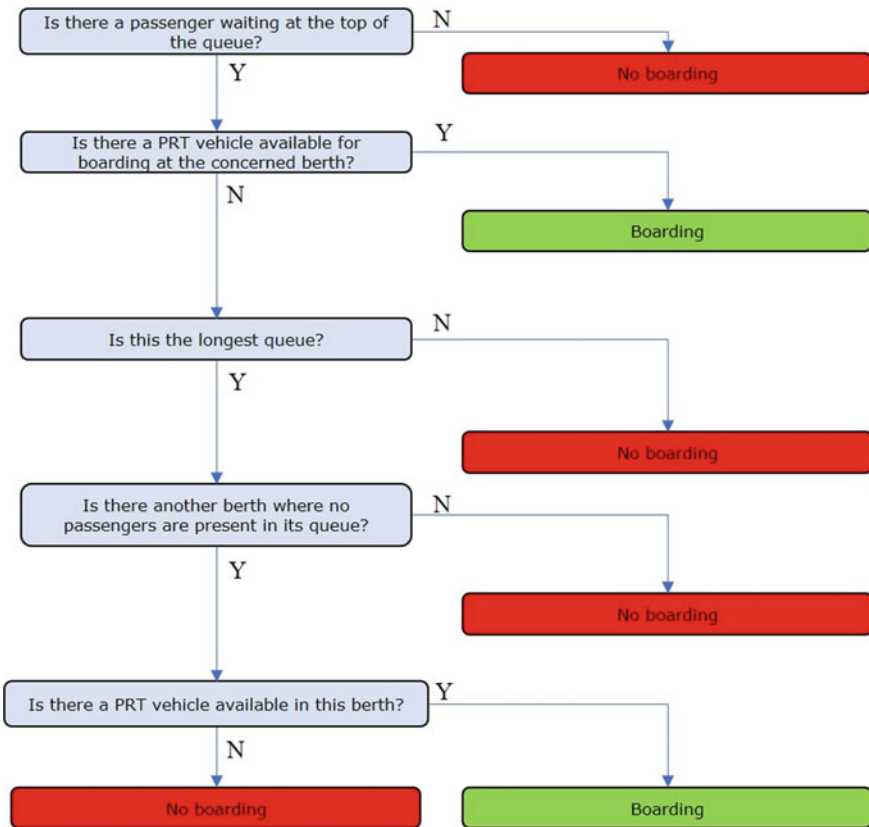 Is there a passenger waiting at the top of
the queue?
N
No boarding
Y
Is there a PRT vehicle available for
boarding at the concerned berth?
Y
Boarding
N
Is this the longest queue?
N
No boarding
Y
Is there another berth where no
passengers are present in its queue?
N
No boarding
Y
Is there a PRT vehicle available in this berth?
Y
N
No boarding
Boarding